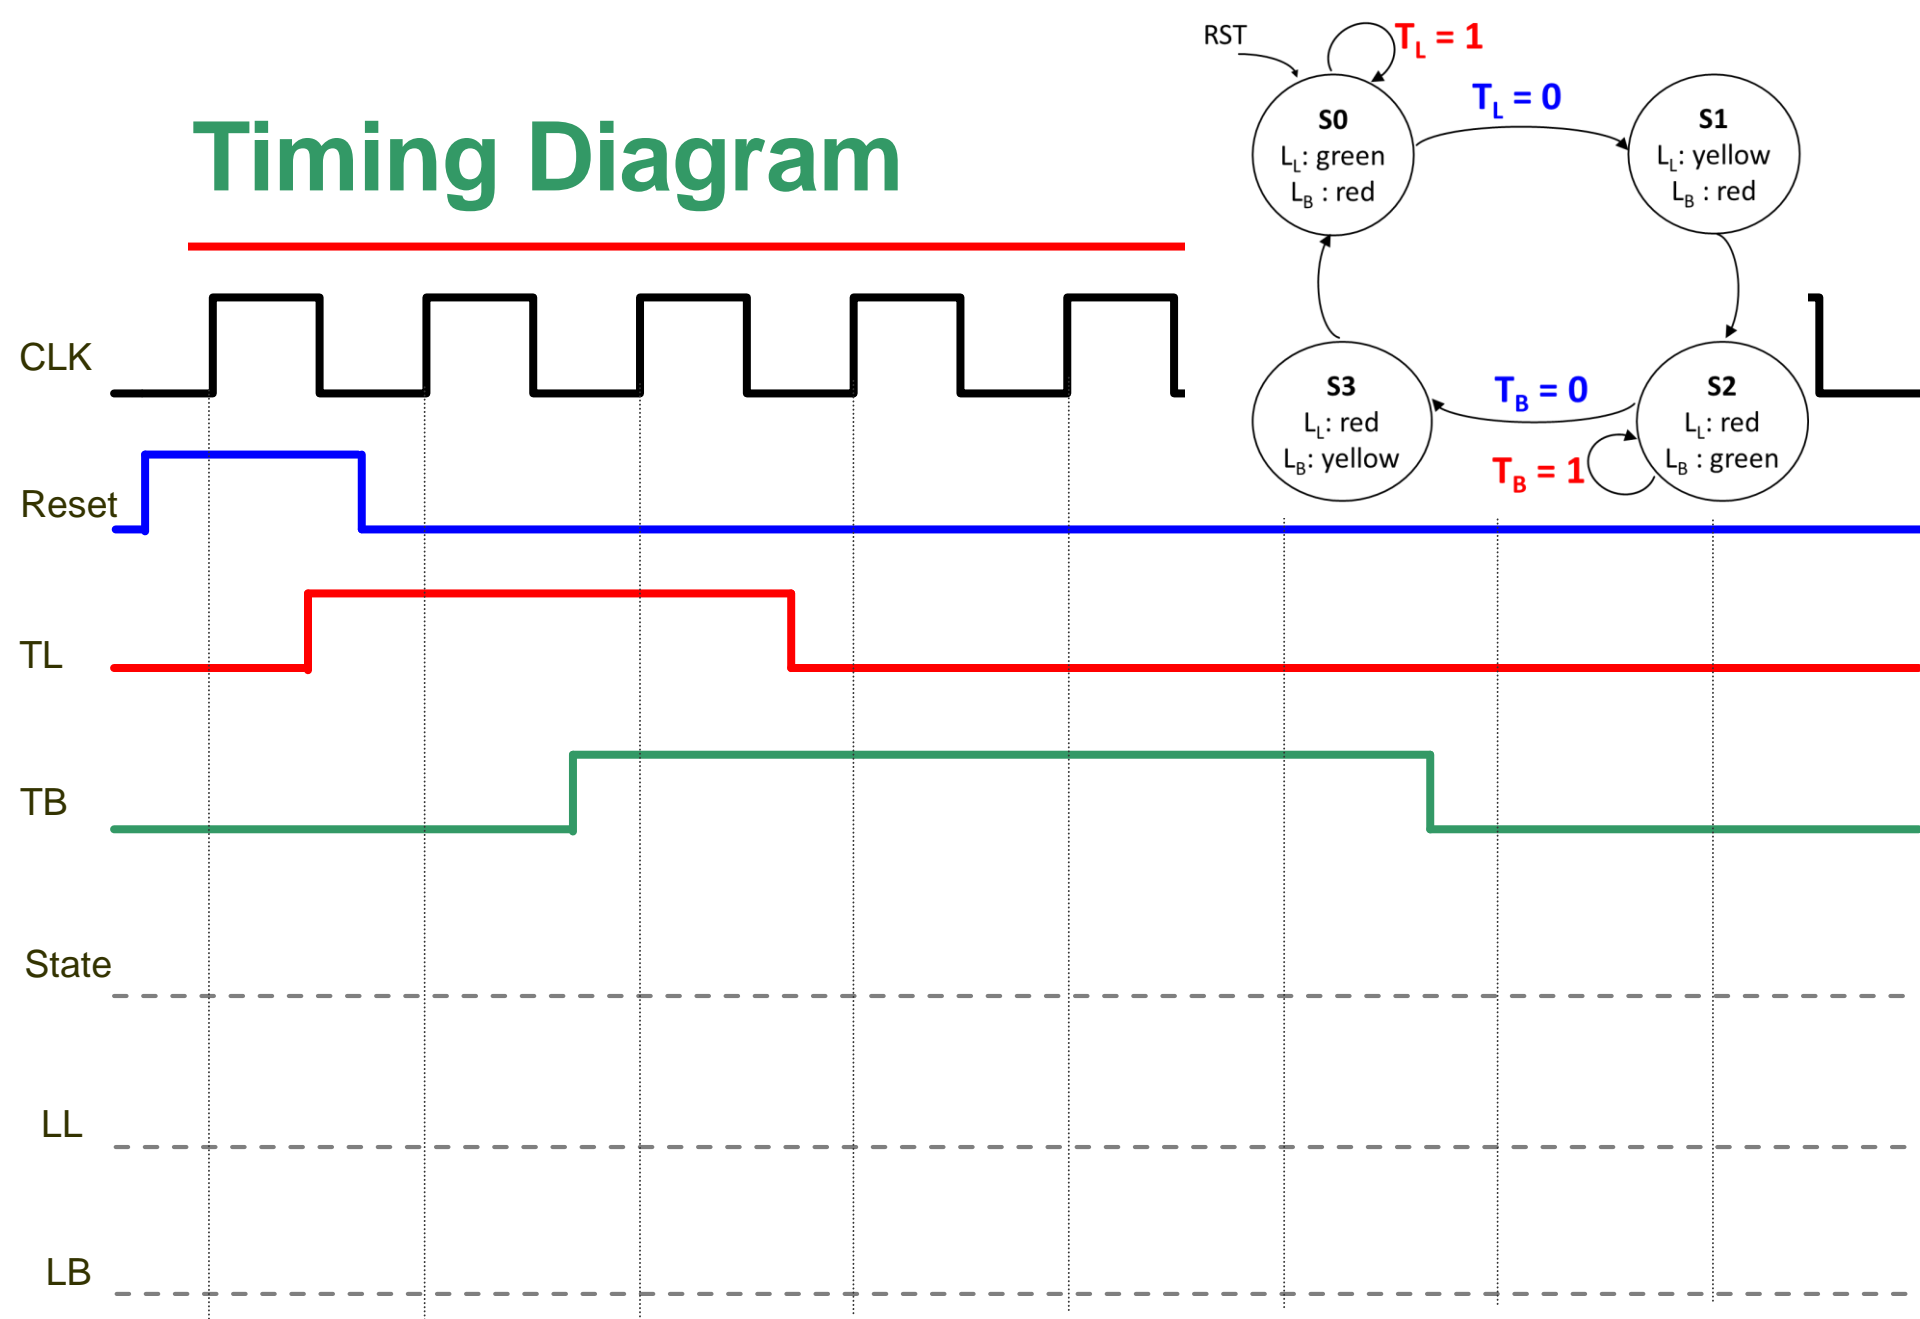 Timing Diagram
RST
TL = 1
TL = 0
S0
LL: green
LB : red
S1
LL: yellow
LB : red
S3
LL: red
LB: yellow
TB = 0
TB = 1
S2
LL: red
LB : green
CLK
Reset
TL
TB
State
LL
LB